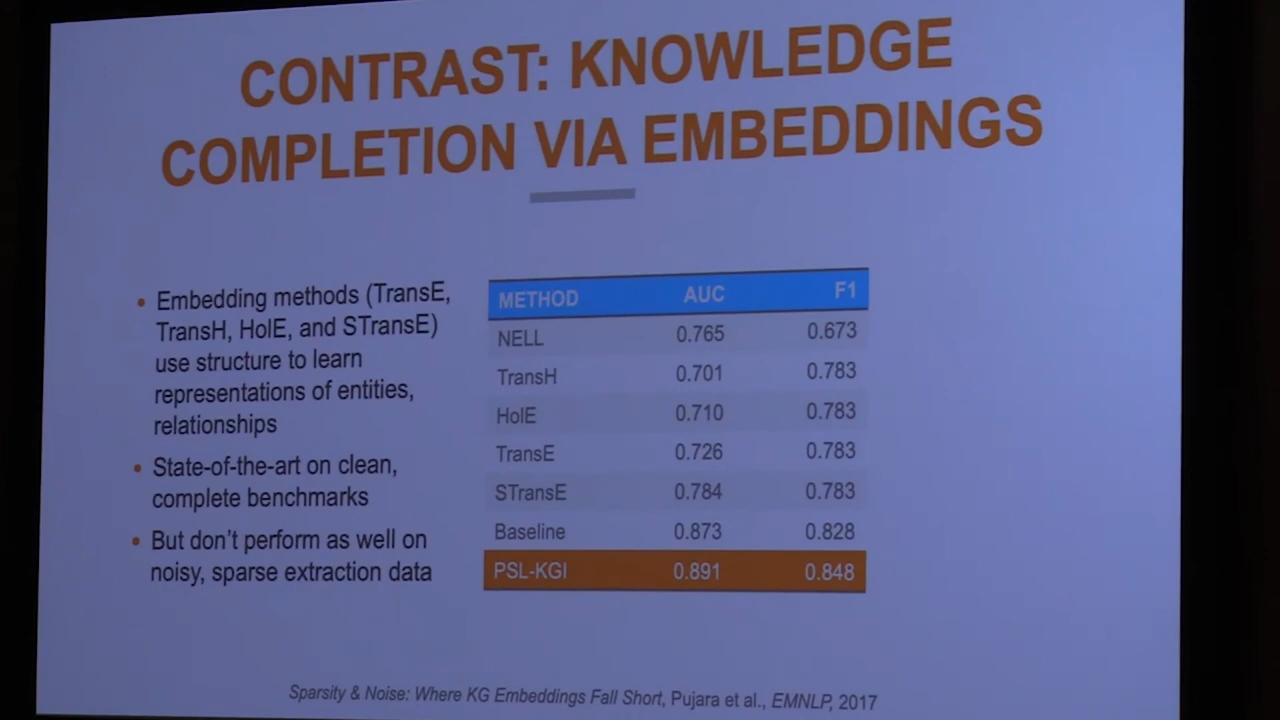 CONTRAST: KNOWLEDGE
COMPLETION VIA EMBEDDINGS
• Embedding methods (TransE,
TransH, HolE, and STransE)
use structure to learn
representations of entities,
relationships
• State-of-the-art on clean,
complete benchmarks
• But don't perform as well on
noisy, sparse extraction data
METHOD AUC F1
NELL 0.765 0.673
TransH 0.701 0.783
HolE 0.710 0.783
TransE 0.726 0.783
STransE 0.784 0.783
Baseline 0.873 0.828
PSL-KGI 0.891 0.848
Sparsity & Noise: Where KG Embeddings Fall Short, Pujara et al., EMNLP, 2017